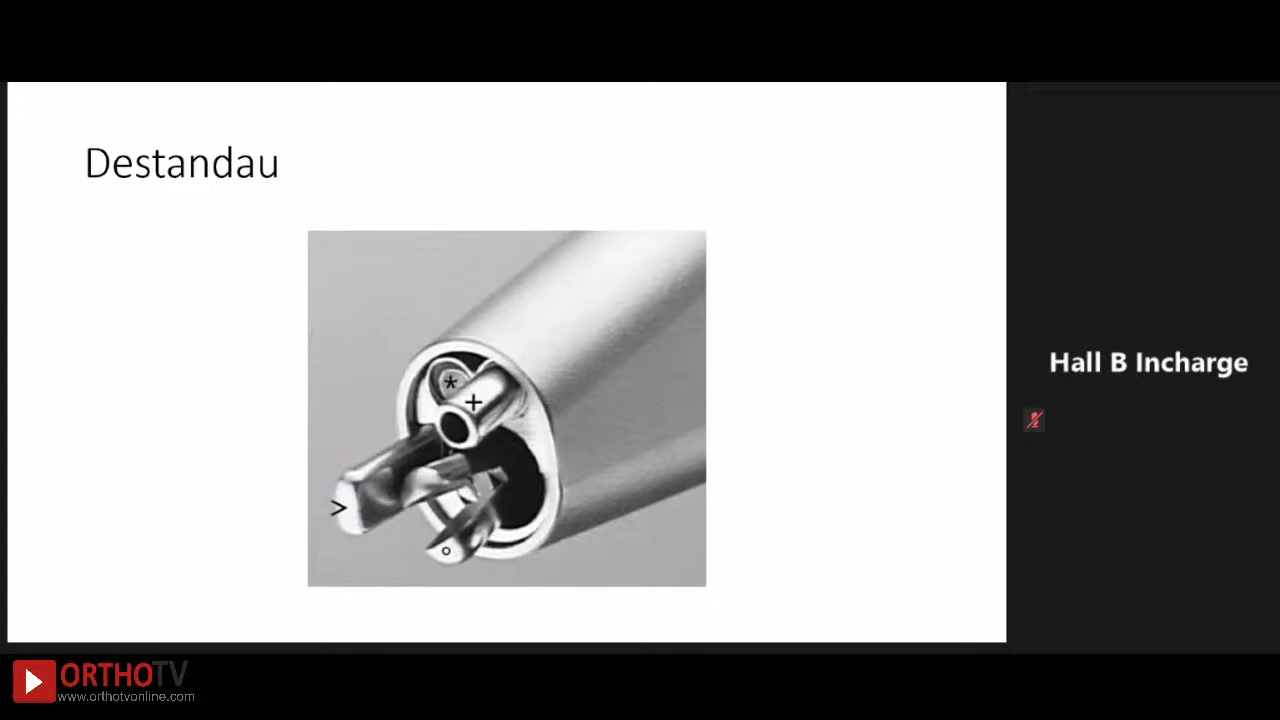 Destandau
*
+
>
o
Hall B Incharge
ORTHOTV
www.orthotvonline.com